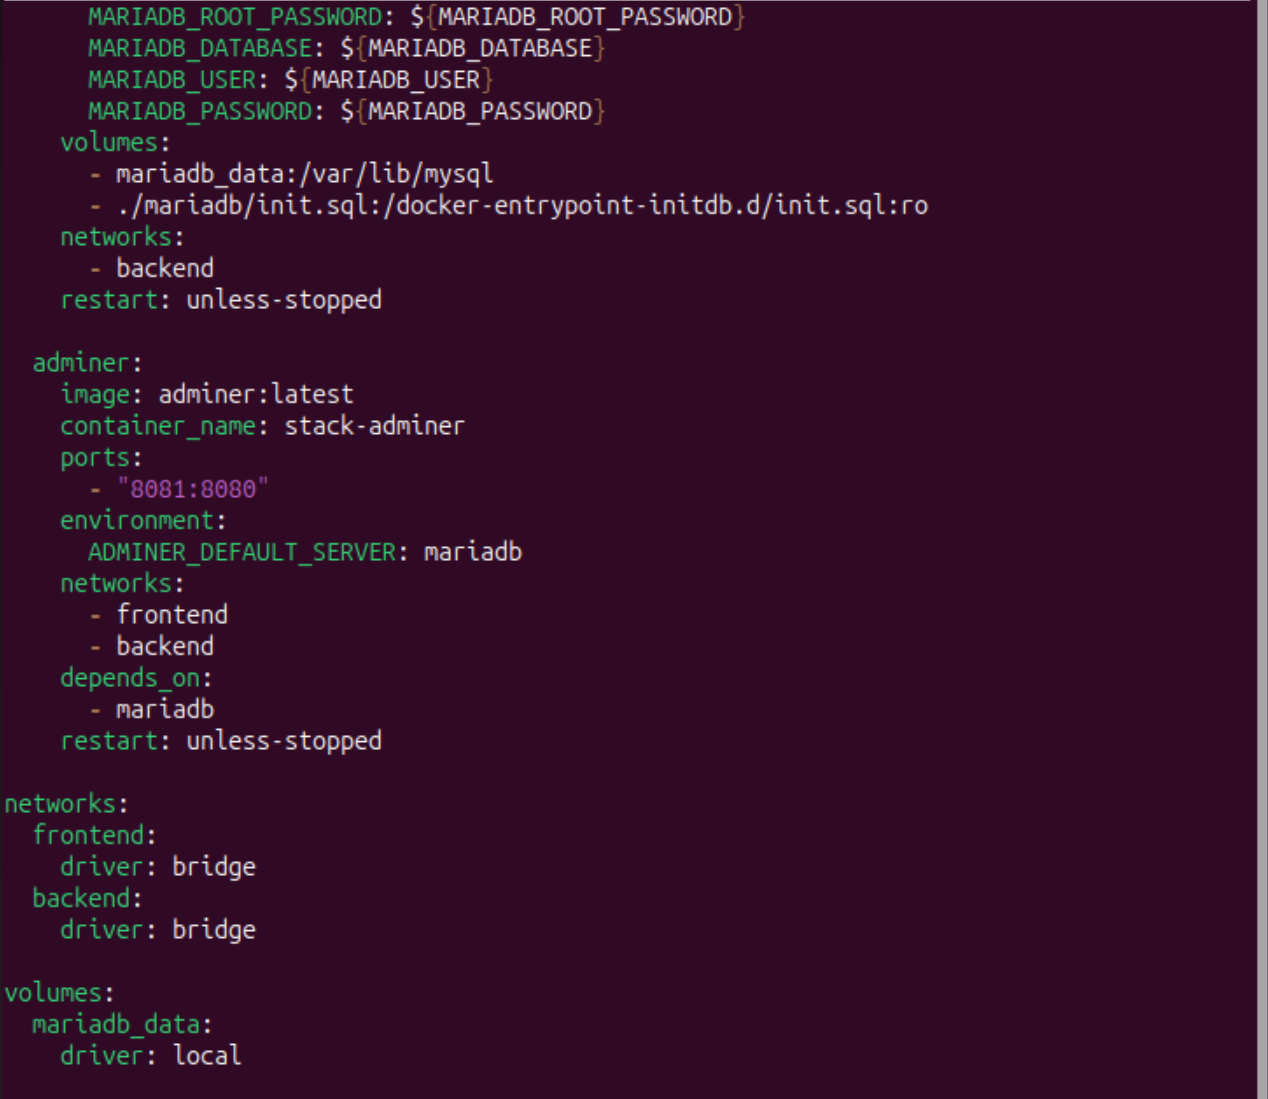 MARIADB_ROOT_PASSWORD: ${MARIADB_ROOT_PASSWORD}
      MARIADB_DATABASE: ${MARIADB_DATABASE}
      MARIADB_USER: ${MARIADB_USER}
      MARIADB_PASSWORD: ${MARIADB_PASSWORD}
    volumes:
      - mariadb_data:/var/lib/mysql
      - ./mariadb/init.sql:/docker-entrypoint-initdb.d/init.sql:ro
    networks:
      - backend
    restart: unless-stopped

  adminer:
    image: adminer:latest
    container_name: stack-adminer
    ports:
      - "8081:8080"
    environment:
      ADMINER_DEFAULT_SERVER: mariadb
    networks:
      - frontend
      - backend
    depends_on:
      - mariadb
    restart: unless-stopped

networks:
  frontend:
    driver: bridge
  backend:
    driver: bridge

volumes:
  mariadb_data:
    driver: local